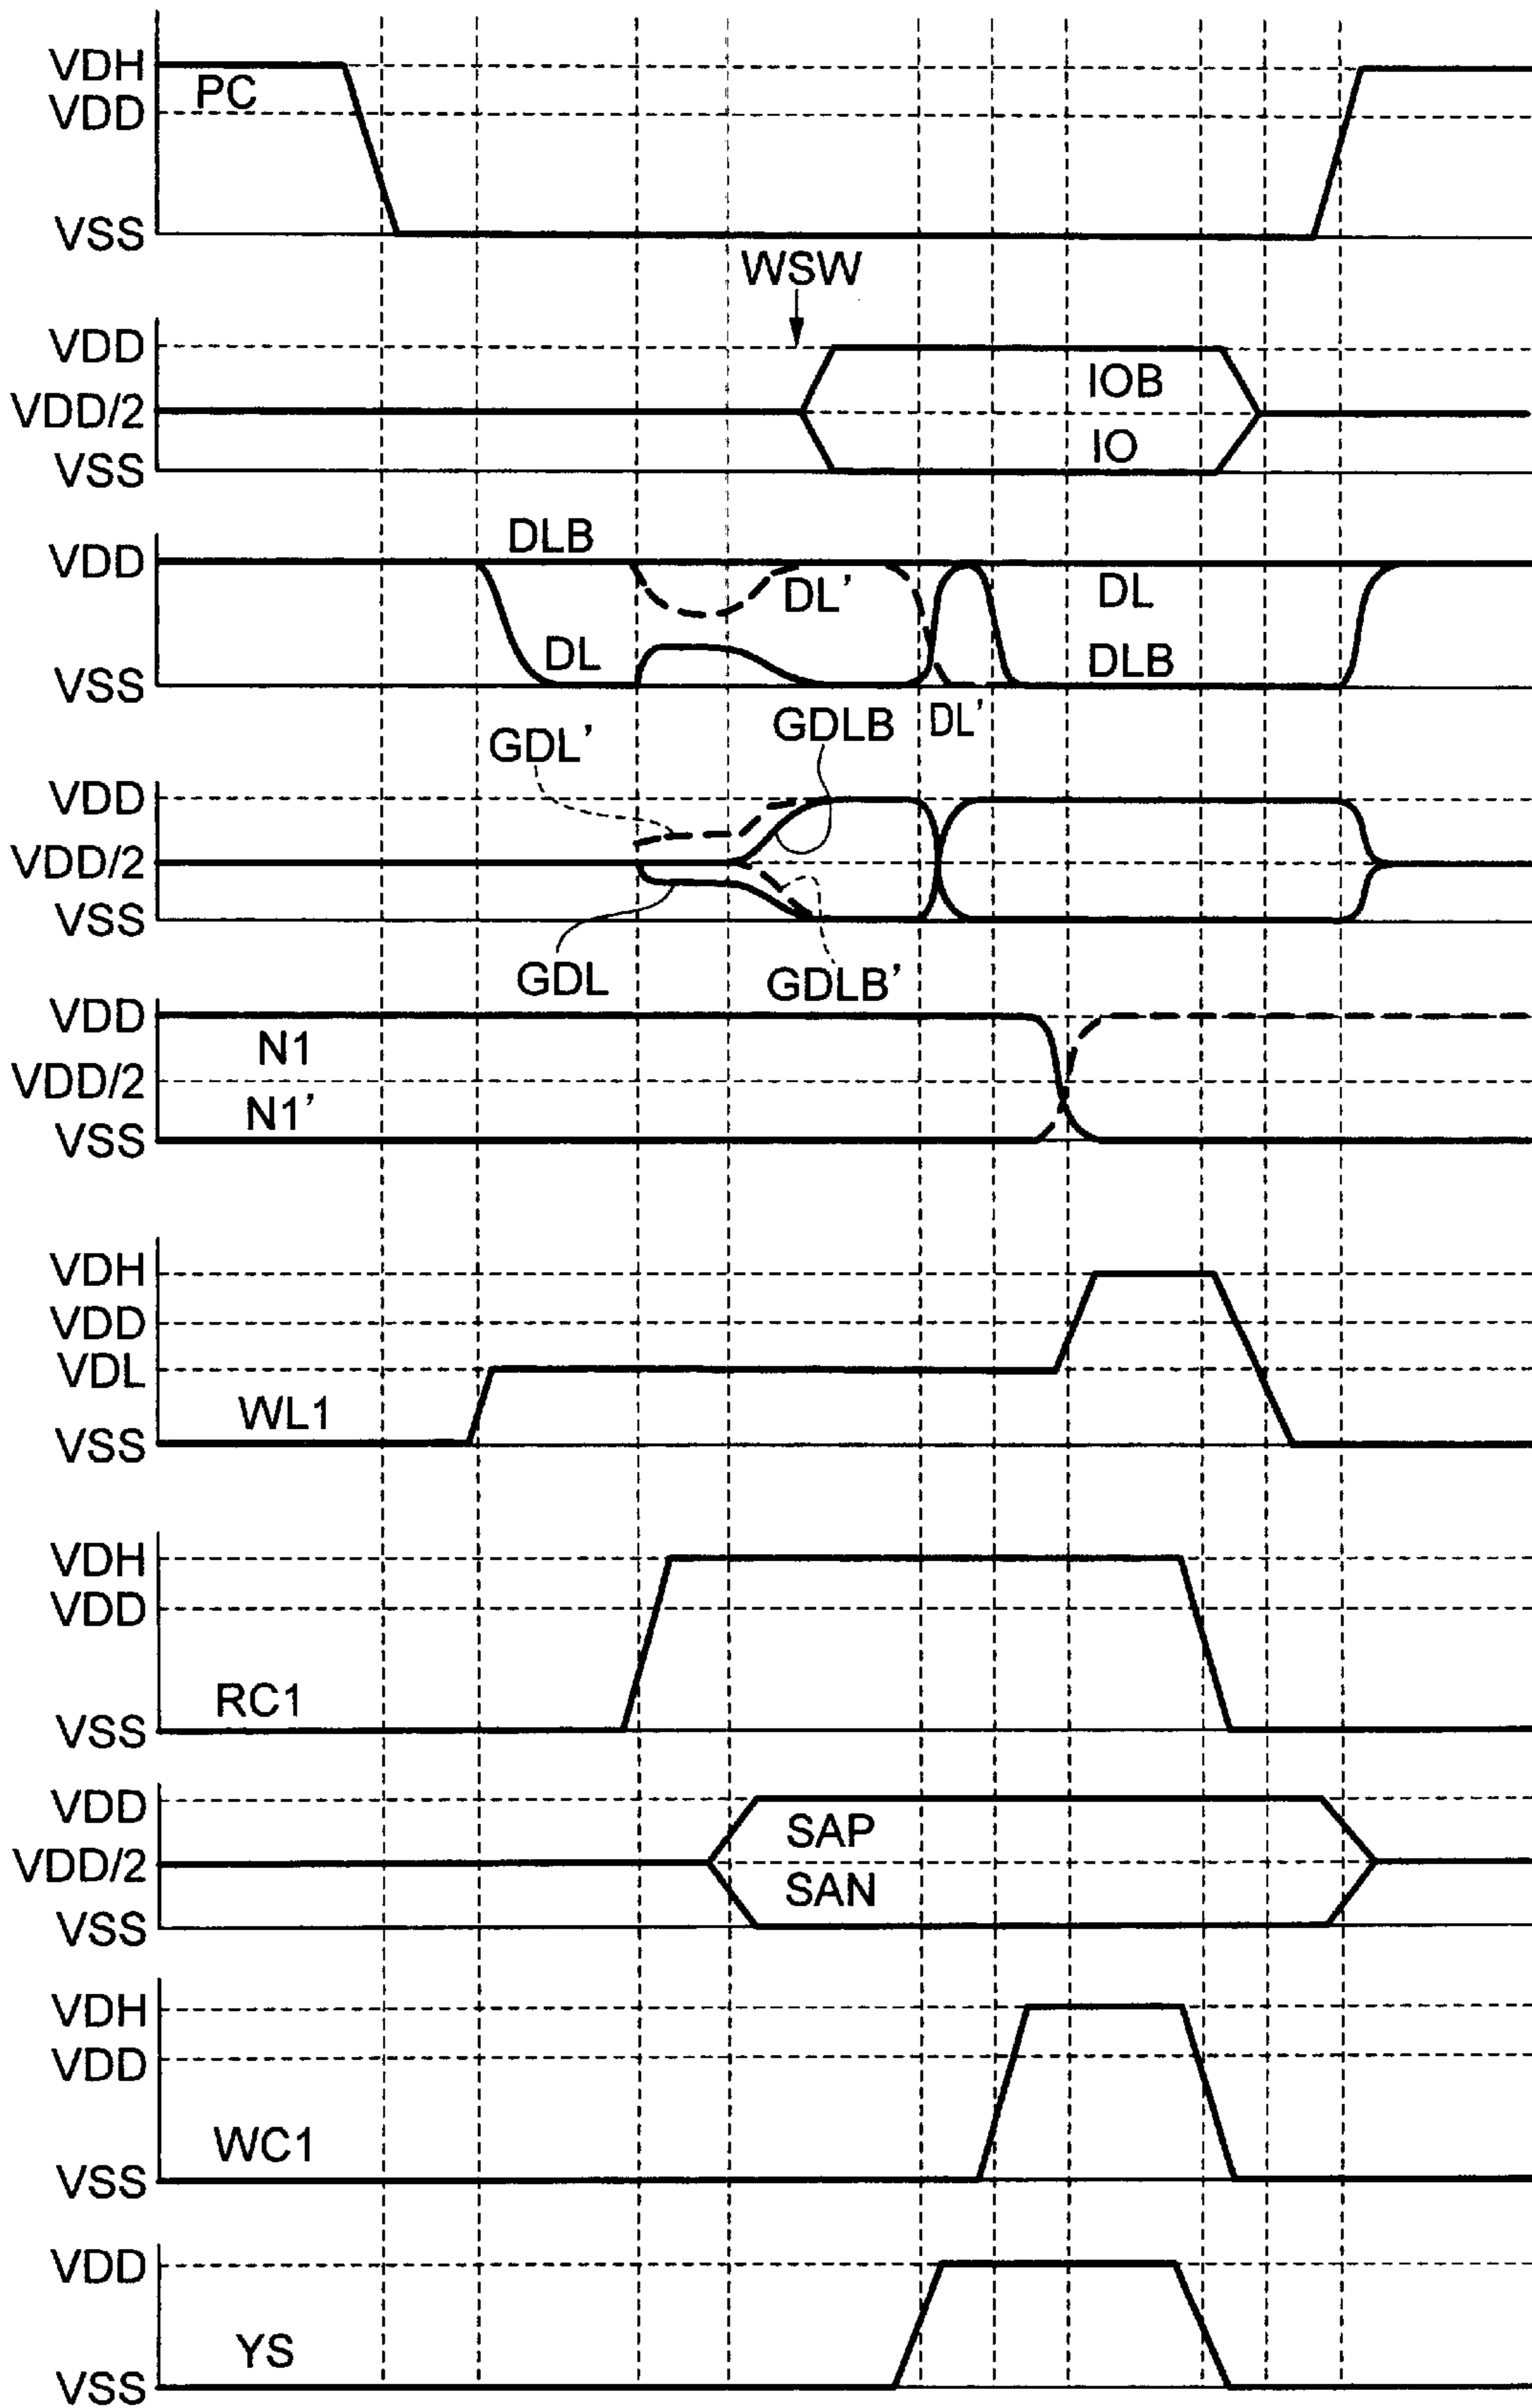 VDH
PC
VDD
VSS
WSW
VDD
IOB
VDD/2
IO
VSS
DLB
VDD
DL'
DL
DL
DLB
VSS
DL'
GDLB
GDL'
VDD
VDD/2
VSS
GDL
GDLB'
VDD
N1
VDD/2
N1'
VSS
VDH
VDD
VDL
WL1
VSS
VDH
VDD
RC1
VSS
VDD
SAP
VDD/2
SAN
VSS
VDH
VDD
WC1
VSS
VDD
YS
VSS